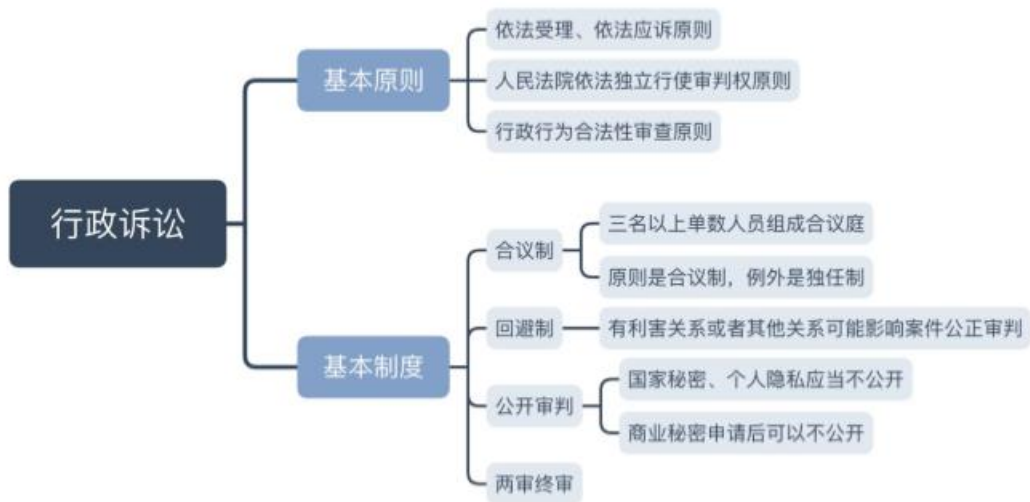 行政诉讼
基本原则
依法受理、依法应诉原则
人民法院依法独立行使审判权原则
行政行为合法性审查原则
基本制度
合议制
三名以上单数人员组成合议庭
原则是合议制，例外是独任制
回避制
有利害关系或者其他关系可能影响案件公正审判
公开审判
国家秘密、个人隐私应当不公开
商业秘密申请后可以不公开
两审终审